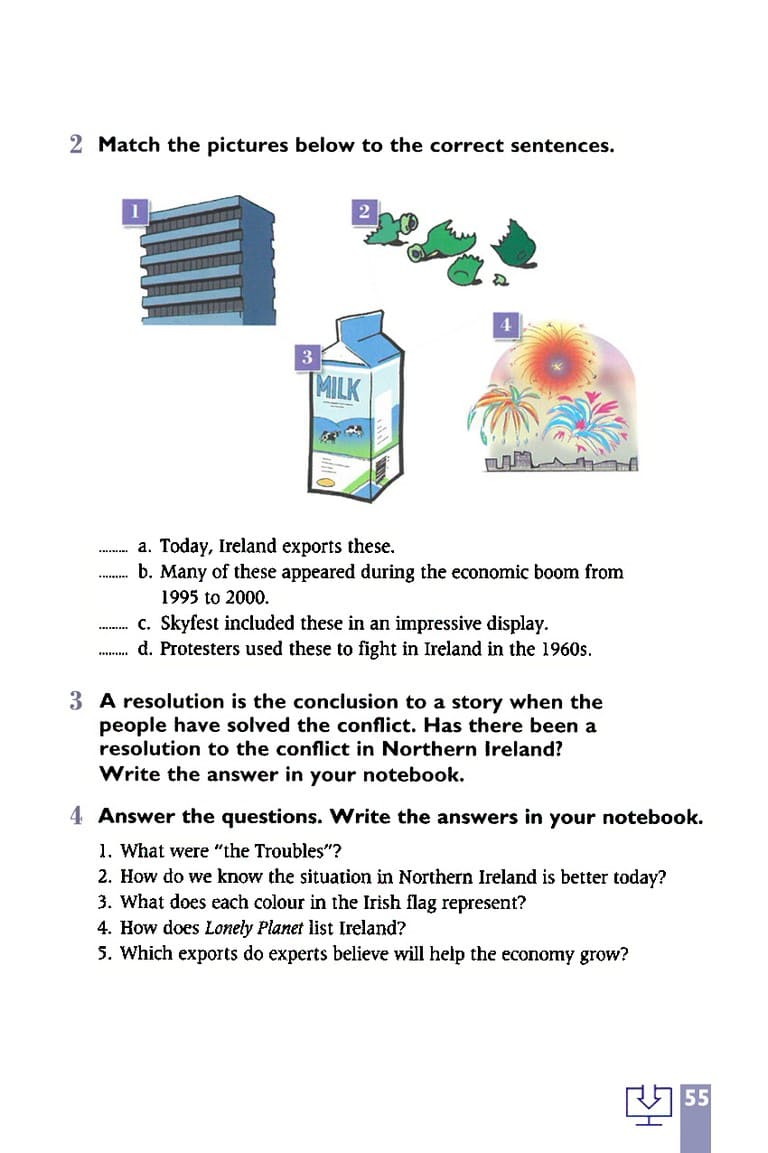 2 Match the pictures below to the correct sentences.
1
2
3
4
MILK
......... a. Today, Ireland exports these.
......... b. Many of these appeared during the economic boom from
1995 to 2000.
......... c. Skyfest included these in an impressive display.
......... d. Protesters used these to fight in Ireland in the 1960s.
3 A resolution is the conclusion to a story when the
people have solved the conflict. Has there been a
resolution to the conflict in Northern Ireland?
Write the answer in your notebook.
4 Answer the questions. Write the answers in your notebook.
1. What were "the Troubles"?
2. How do we know the situation in Northern Ireland is better today?
3. What does each colour in the Irish flag represent?
4. How does Lonely Planet list Ireland?
5. Which exports do experts believe will help the economy grow?
55